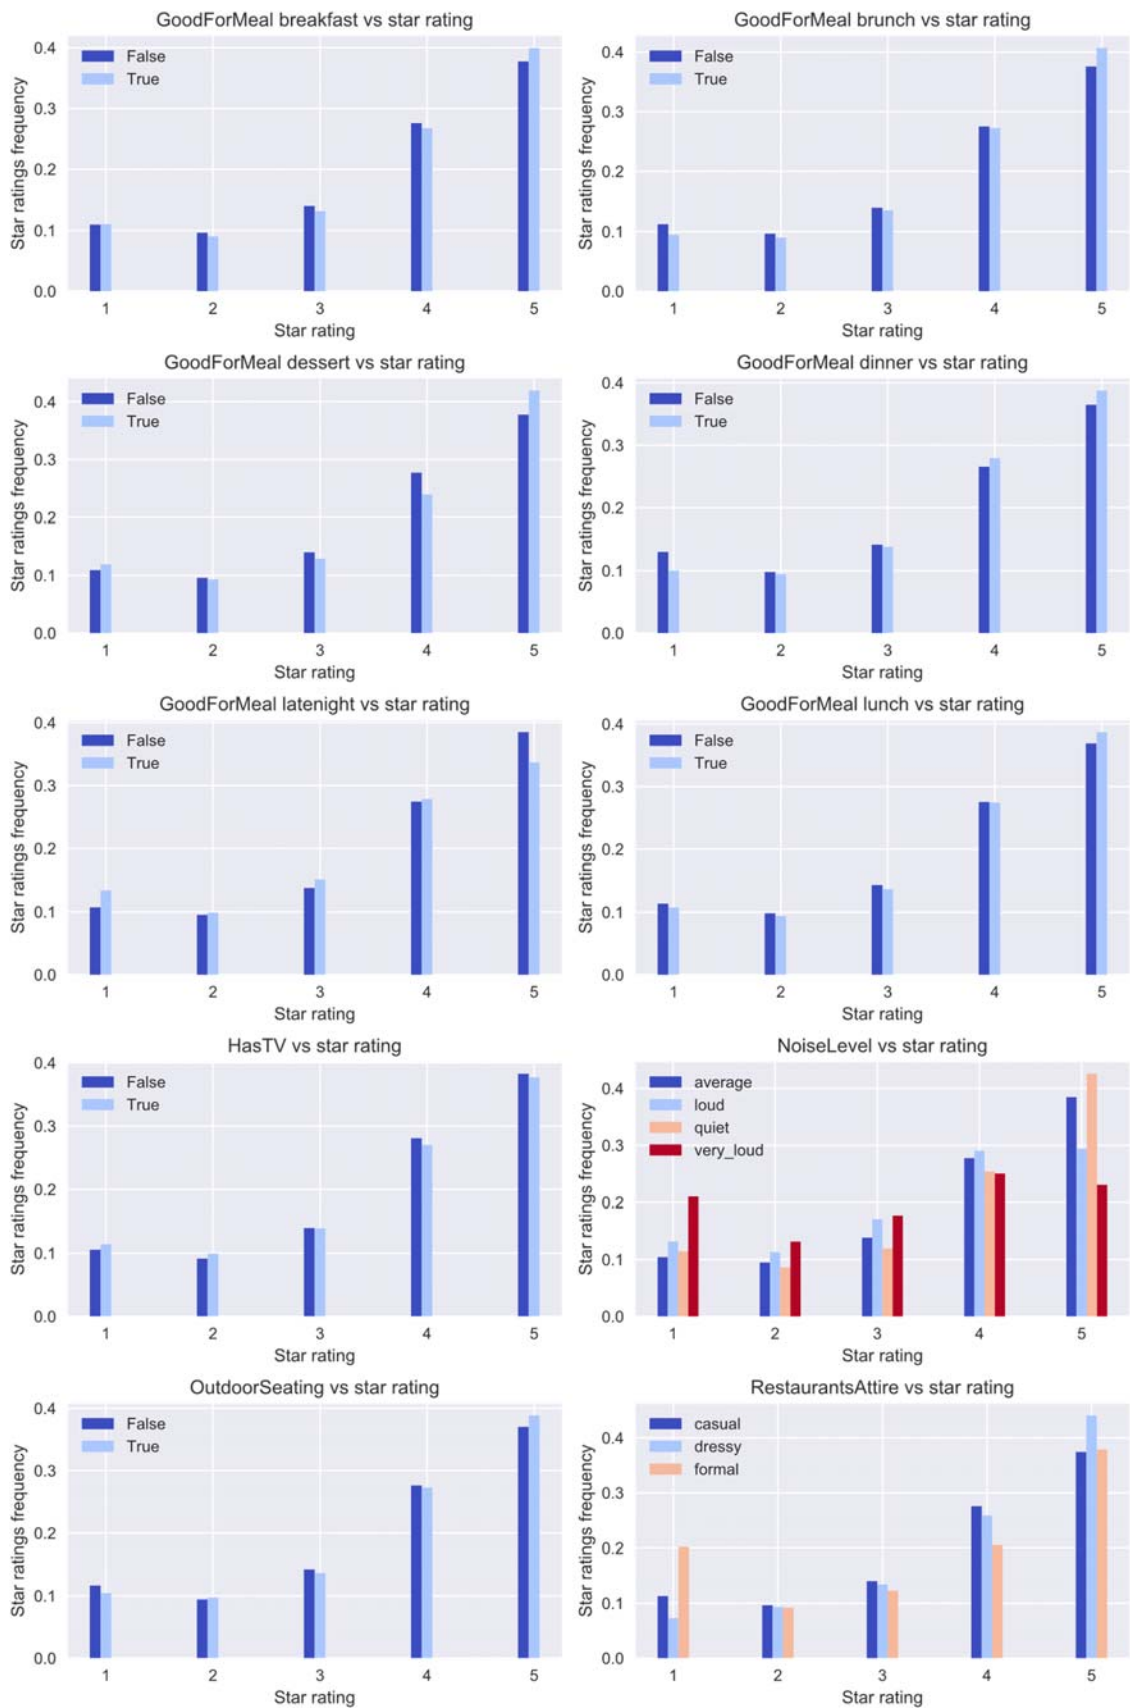 GoodForMeal breakfast vs star rating
Star ratings frequency
0.4
0.3
0.2
0.1
0.0
False
True
1 2 3 4 5
Star rating
GoodForMeal brunch vs star rating
Star ratings frequency
0.4
0.3
0.2
0.1
0.0
False
True
1 2 3 4 5
Star rating
GoodForMeal dessert vs star rating
Star ratings frequency
0.4
0.3
0.2
0.1
0.0
False
True
1 2 3 4 5
Star rating
GoodForMeal dinner vs star rating
Star ratings frequency
0.4
0.3
0.2
0.1
0.0
False
True
1 2 3 4 5
Star rating
GoodForMeal latenight vs star rating
Star ratings frequency
0.4
0.3
0.2
0.1
0.0
False
True
1 2 3 4 5
Star rating
GoodForMeal lunch vs star rating
Star ratings frequency
0.4
0.3
0.2
0.1
0.0
False
True
1 2 3 4 5
Star rating
HasTV vs star rating
Star ratings frequency
0.4
0.3
0.2
0.1
0.0
False
True
1 2 3 4 5
Star rating
NoiseLevel vs star rating
Star ratings frequency
0.4
0.3
0.2
0.1
0.0
average
loud
quiet
very_loud
1 2 3 4 5
Star rating
OutdoorSeating vs star rating
Star ratings frequency
0.4
0.3
0.2
0.1
0.0
False
True
1 2 3 4 5
Star rating
RestaurantsAttire vs star rating
Star ratings frequency
0.4
0.3
0.2
0.1
0.0
casual
dressy
formal
1 2 3 4 5
Star rating